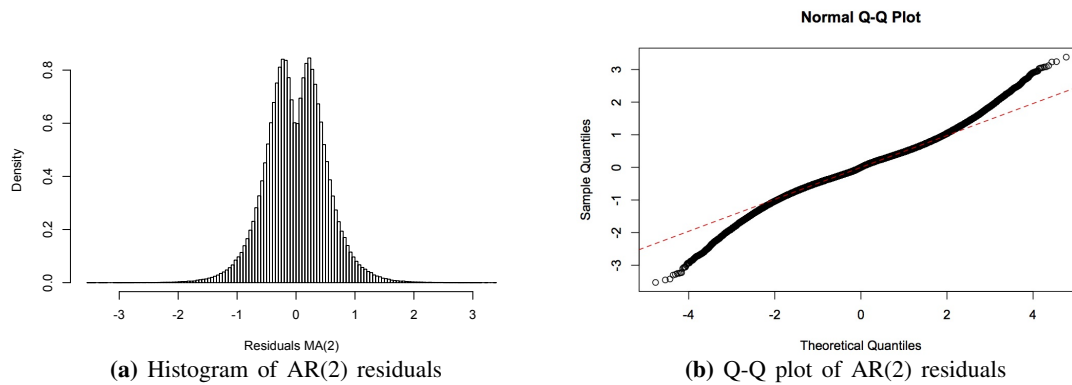 Density
0.0 0.2 0.4 0.6 0.8
-3 -2 -1 0 1 2 3
Residuals MA(2)
(a) Histogram of AR(2) residuals
Normal Q-Q Plot
Sample Quantiles
-3 -2 -1 0 1 2 3
-4 -2 0 2 4
Theoretical Quantiles
(b) Q-Q plot of AR(2) residuals